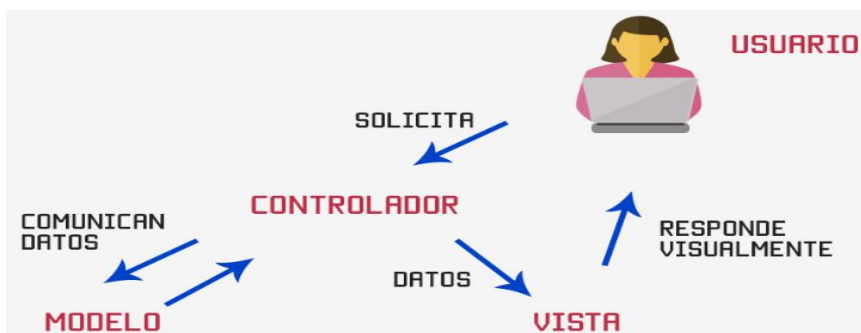 USUARIO
SOLICITA
CONTROLADOR
COMUNICAN
DATOS
RESPONDE
VISUALMENTE
DATOS
MODELO
VISTA